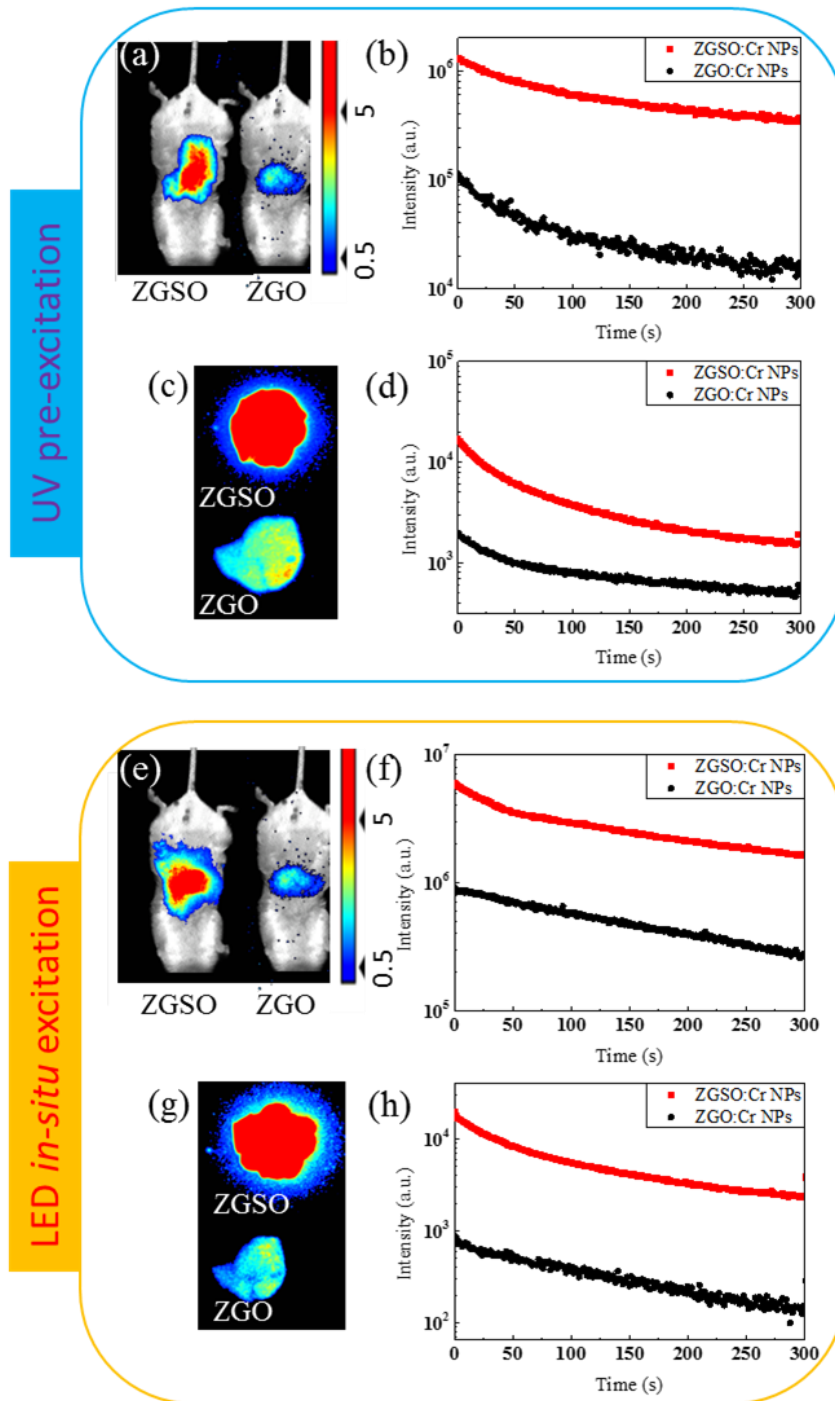 UV pre-excitation
(a)
5
0.5
ZGSO
ZGO
(b)
ZGSO:Cr NPs
ZGO:Cr NPs
10^6
10^5
10^4
Intensity (a.u.)
0 50 100 150 200 250 300
Time (s)
(c)
ZGSO
ZGO
(d)
ZGSO:Cr NPs
ZGO:Cr NPs
10^5
10^4
10^3
Intensity (a.u.)
0 50 100 150 200 250 300
Time (s)
LED in-situ excitation
(e)
5
0.5
ZGSO
ZGO
(f)
ZGSO:Cr NPs
ZGO:Cr NPs
10^7
10^6
10^5
Intensity (a.u.)
0 50 100 150 200 250 300
Time (s)
(g)
ZGSO
ZGO
(h)
ZGSO:Cr NPs
ZGO:Cr NPs
10^4
10^3
10^2
Intensity (a.u.)
0 50 100 150 200 250 300
Time (s)